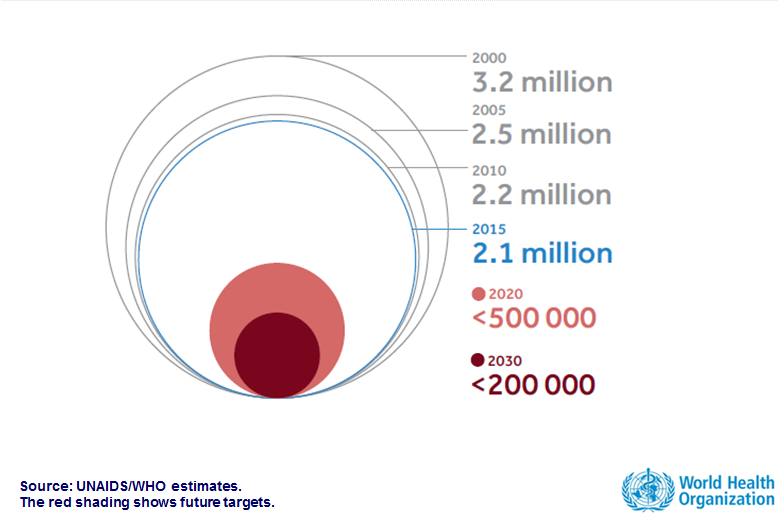 2000
3.2 million
2005
2.5 million
2010
2.2 million
2015
2.1 million
2020
<500 000
2030
<200 000
Source: UNAIDS/WHO estimates.
The red shading shows future targets.
World Health
Organization